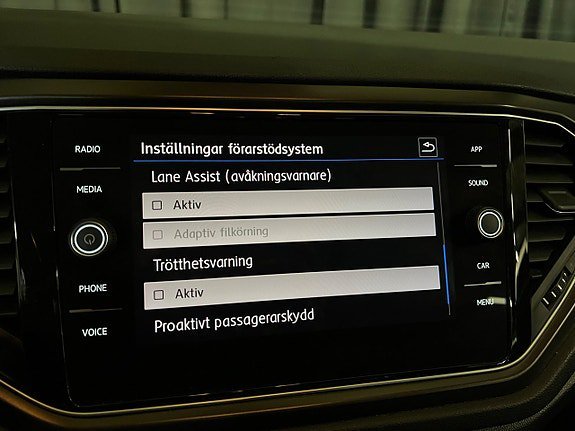 RADIO
MEDIA
PHONE
VOICE
Inställningar förarstödsystem
Lane Assist (avåkningsvarnare)
Aktiv
Adaptiv filkörning
Trötthetsvarning
Aktiv
Proaktivt passagerarskydd
APP
SOUND
CAR
MENU